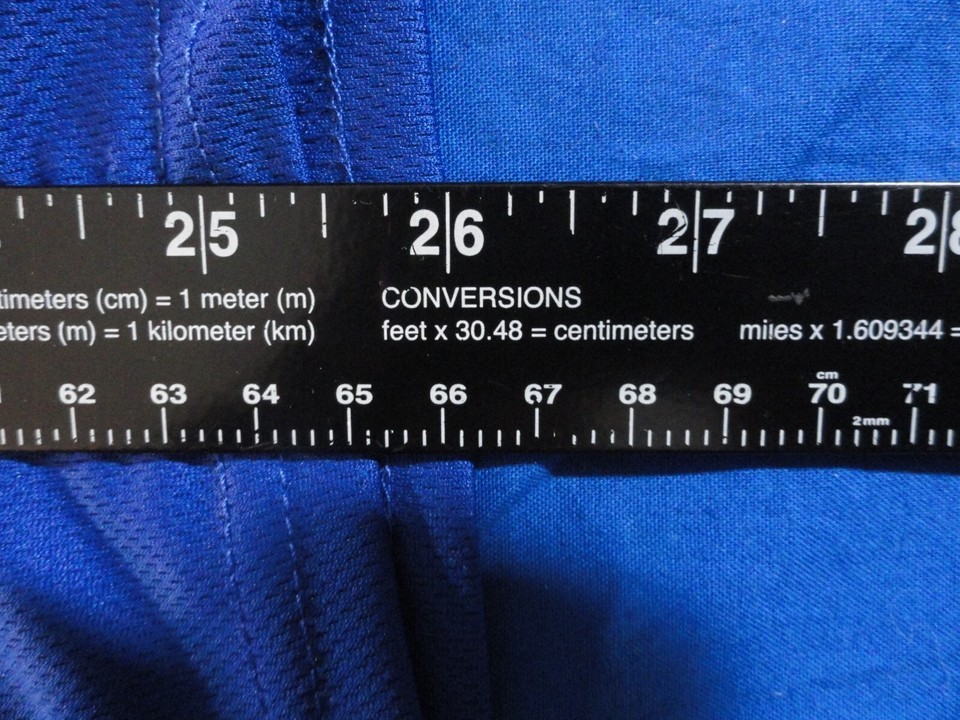 25 26 27 28
timeters (cm) = 1 meter (m) CONVERSIONS
eters (m) = 1 kilometer (km) feet x 30.48 = centimeters miles x 1.609344 =
cm
62 63 64 65 66 67 68 69 70 71
2mm